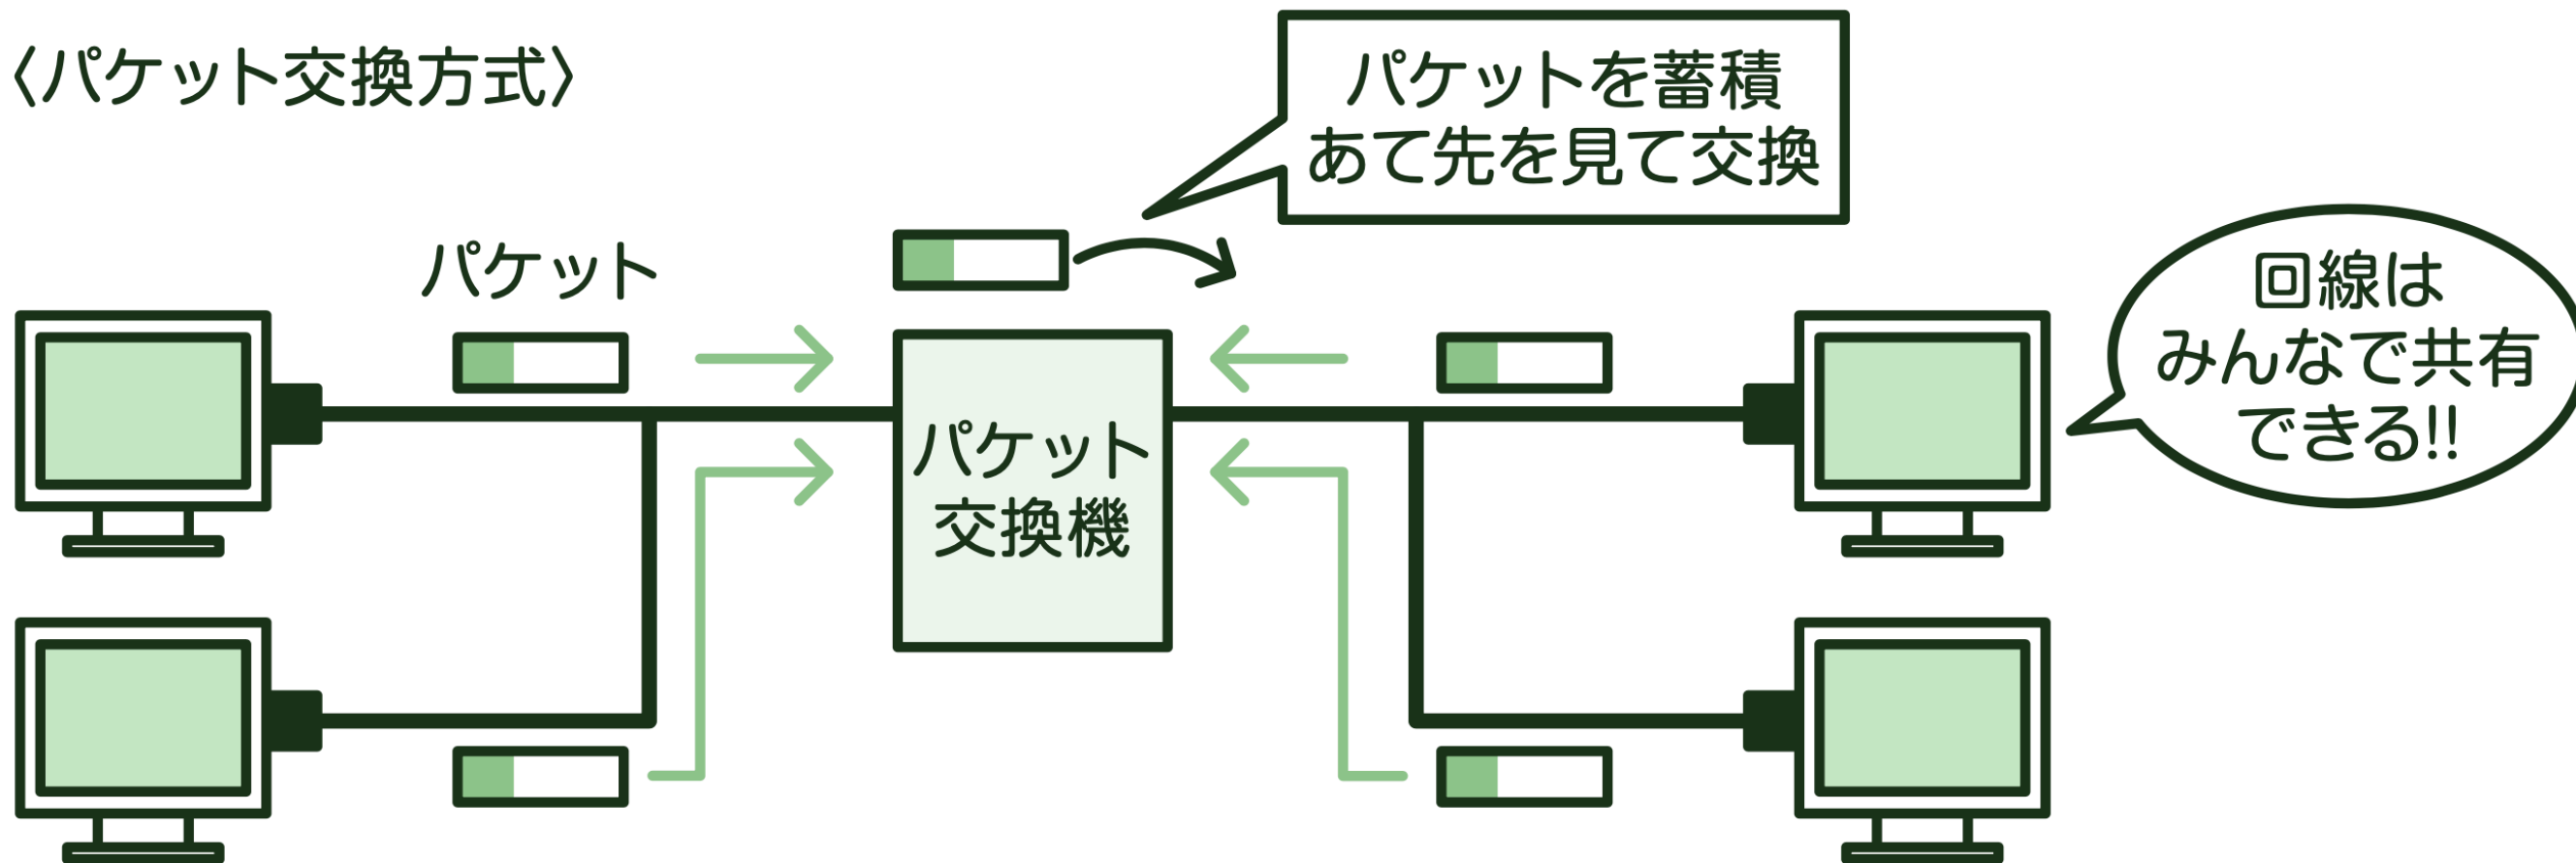 〈パケット交換方式〉
パケットを蓄積
あて先を見て交換
パケット
回線は
みんなで共有
できる!!
パケット
交換機